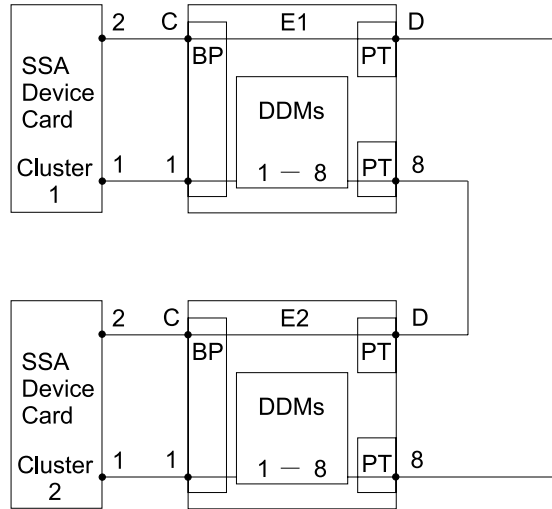 2 C E1 D
BP PT
SSA
Device
Card
DDMs
Cluster
1
1 1 1 — 8 PT 8
2 C E2 D
BP PT
SSA
Device
Card
DDMs
Cluster
2
1 1 1 — 8 PT 8